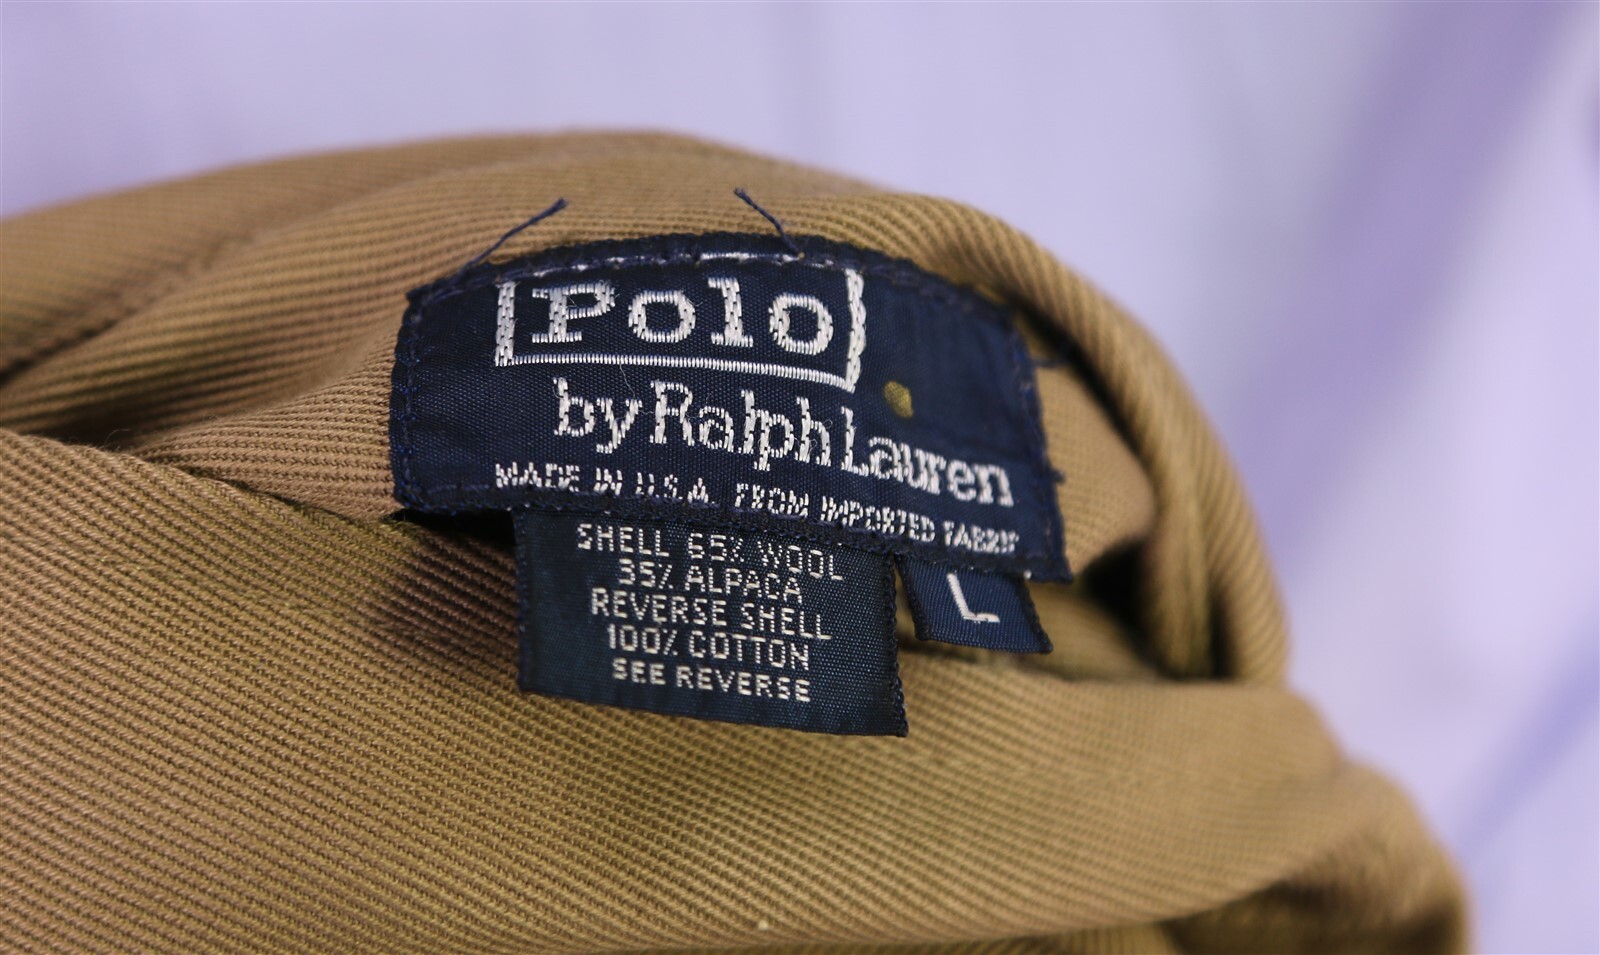 Polo
by Ralph Lauren
MADE IN U.S.A. FROM IMPORTED FABRIC
L
SHELL 65% WOOL
35% ALPACA
REVERSE SHELL
100% COTTON
SEE REVERSE